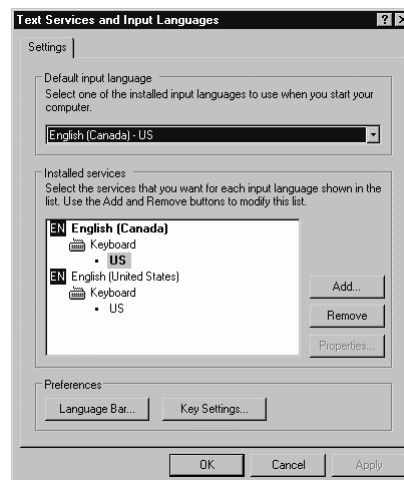 Text Services and Input Languages
Settings
Default input language
Select one of the installed input languages to use when you start your
computer.
English (Canada) - US
Installed services
Select the services that you want for each input language shown in the
list. Use the Add and Remove buttons to modify this list.
EN English (Canada)
Keyboard
• US
EN English (United States)
Keyboard
• US
Add...
Remove
Properties...
Preferences
Language Bar...
Key Settings...
OK
Cancel
Apply